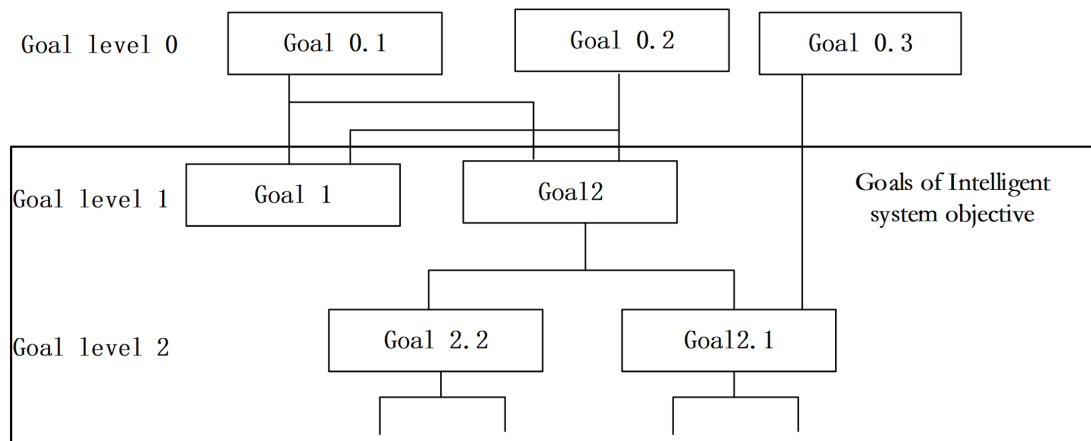 Goal level 0
Goal 0.1
Goal 0.2
Goal 0.3
Goal level 1
Goal 1
Goal2
Goals of Intelligent
system objective
Goal level 2
Goal 2.2
Goal2.1